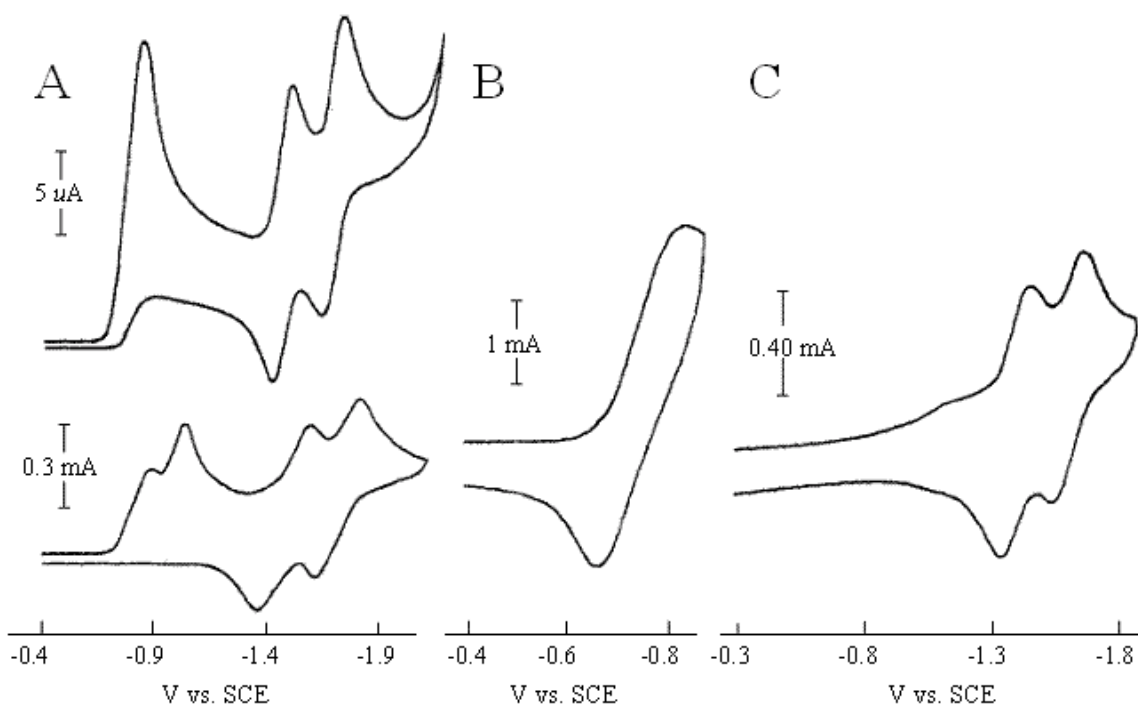 A
B
C
5 uA
1 mA
0.40 mA
0.3 mA
-0.4 -0.9 -1.4 -1.9
-0.4 -0.6 -0.8
-0.3 -0.8 -1.3 -1.8
V vs. SCE
V vs. SCE
V vs. SCE